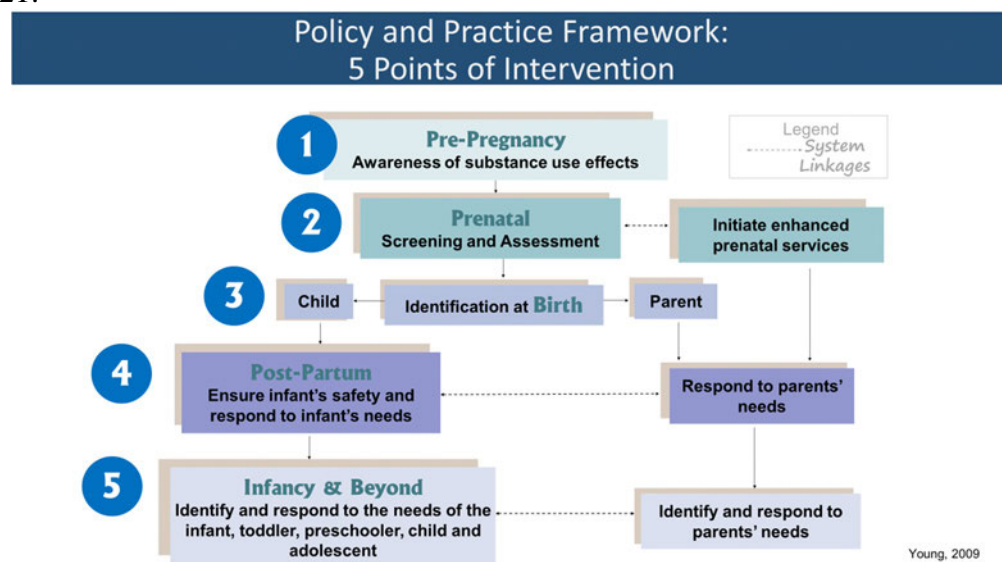 Policy and Practice Framework:
5 Points of Intervention
1
Pre-Pregnancy
Awareness of substance use effects
Legend
System
Linkages
2
Prenatal
Screening and Assessment
Initiate enhanced
prenatal services
3
Child
Identification at Birth
Parent
4
Post-Partum
Ensure infant's safety and
respond to infant's needs
Respond to parents'
needs
5
Infancy & Beyond
Identify and respond to the needs of the
infant, toddler, preschooler, child and
adolescent
Identify and respond to
parents' needs
Young, 2009